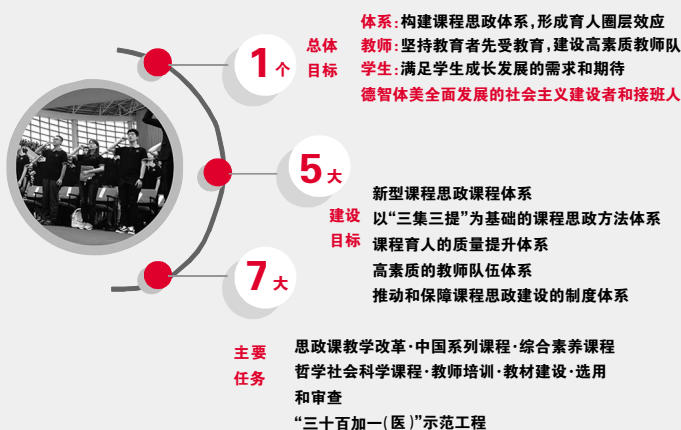 1个
总体
目标
体系:构建课程思政体系,形成育人圈层效应
教师:坚持教育者先受教育,建设高素质教师队
学生:满足学生成长发展的需求和期待
德智体美全面发展的社会主义建设者和接班人
5大
建设
目标
新型课程思政课程体系
以“三集三提”为基础的课程思政方法体系
课程育人的质量提升体系
高素质的教师队伍体系
推动和保障课程思政建设的制度体系
7大
主要
任务
思政课教学改革·中国系列课程·综合素养课程
哲学社会科学课程·教师培训·教材建设·选用
和审查
“三十百加一(医)”示范工程